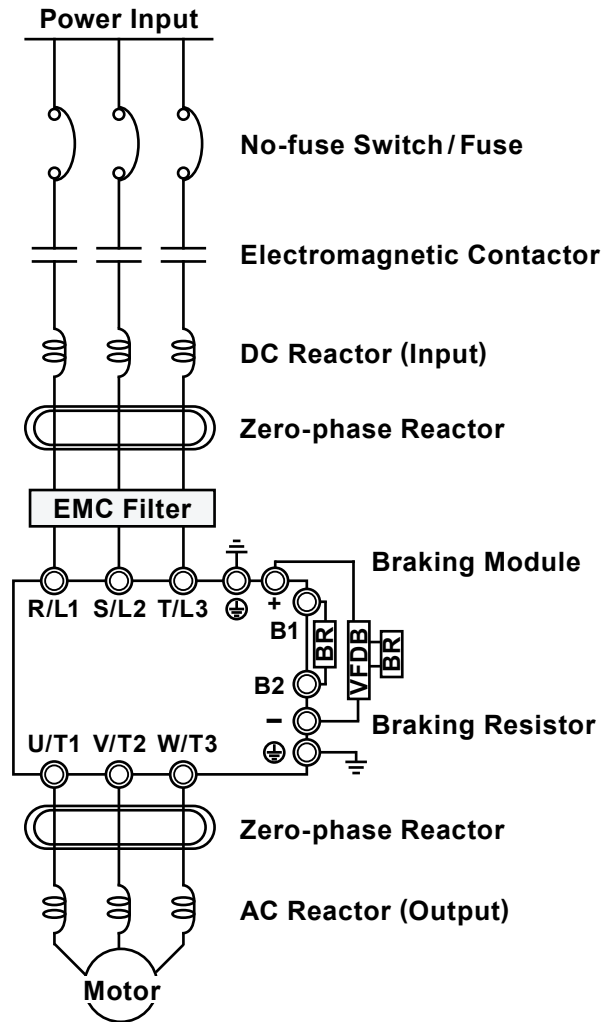 Power Input
No-fuse Switch / Fuse
Electromagnetic Contactor
DC Reactor (Input)
Zero-phase Reactor
EMC Filter
Braking Module
R/L1 S/L2 T/L3 +
B1
BR
VFDB
BR
B2
−
Braking Resistor
U/T1 V/T2 W/T3
Zero-phase Reactor
AC Reactor (Output)
Motor